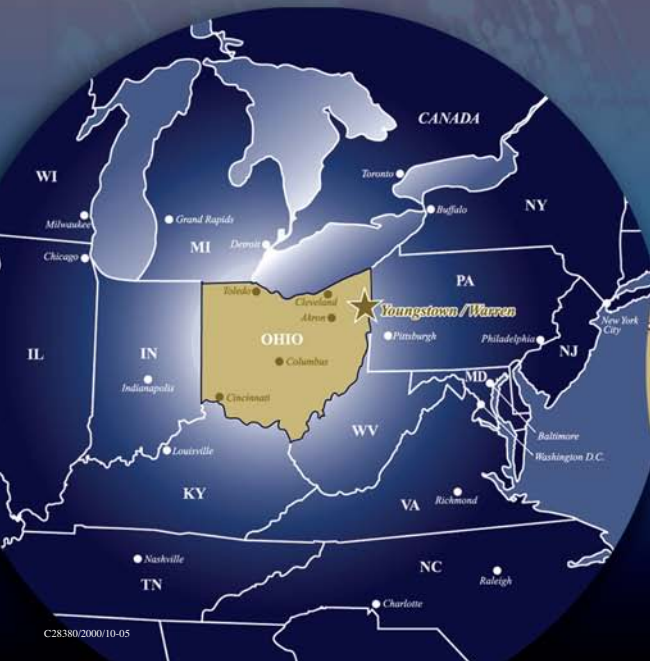 CANADA
Toronto
WI
NY
Buffalo
Milwaukee
Grand Rapids
MI
Detroit
Chicago
PA
Toledo
Cleveland
Youngstown / Warren
Akron
New York
City
OHIO
Pittsburgh
Philadelphia
IL
IN
NJ
Columbus
MD
Indianapolis
Cincinnati
WV
Baltimore
Louisville
Washington D.C.
KY
VA
Richmond
Nashville
NC
TN
Raleigh
Charlotte
C28380/2000/10-05